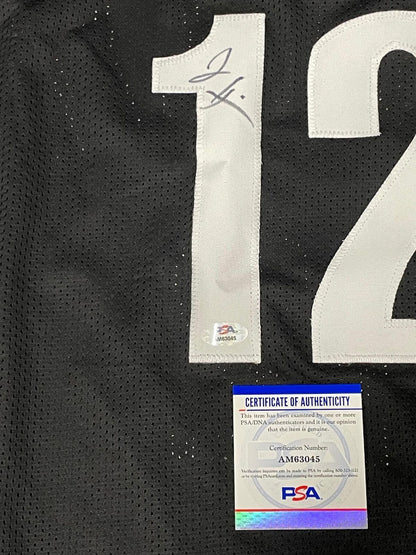 12
PSA
AM63045
CERTIFICATE OF AUTHENTICITY
This item has been examined by one or more
PSA/DNA authenticators and it is our opinion
that the item is genuine.
Certification Number:
AM63045
PSA